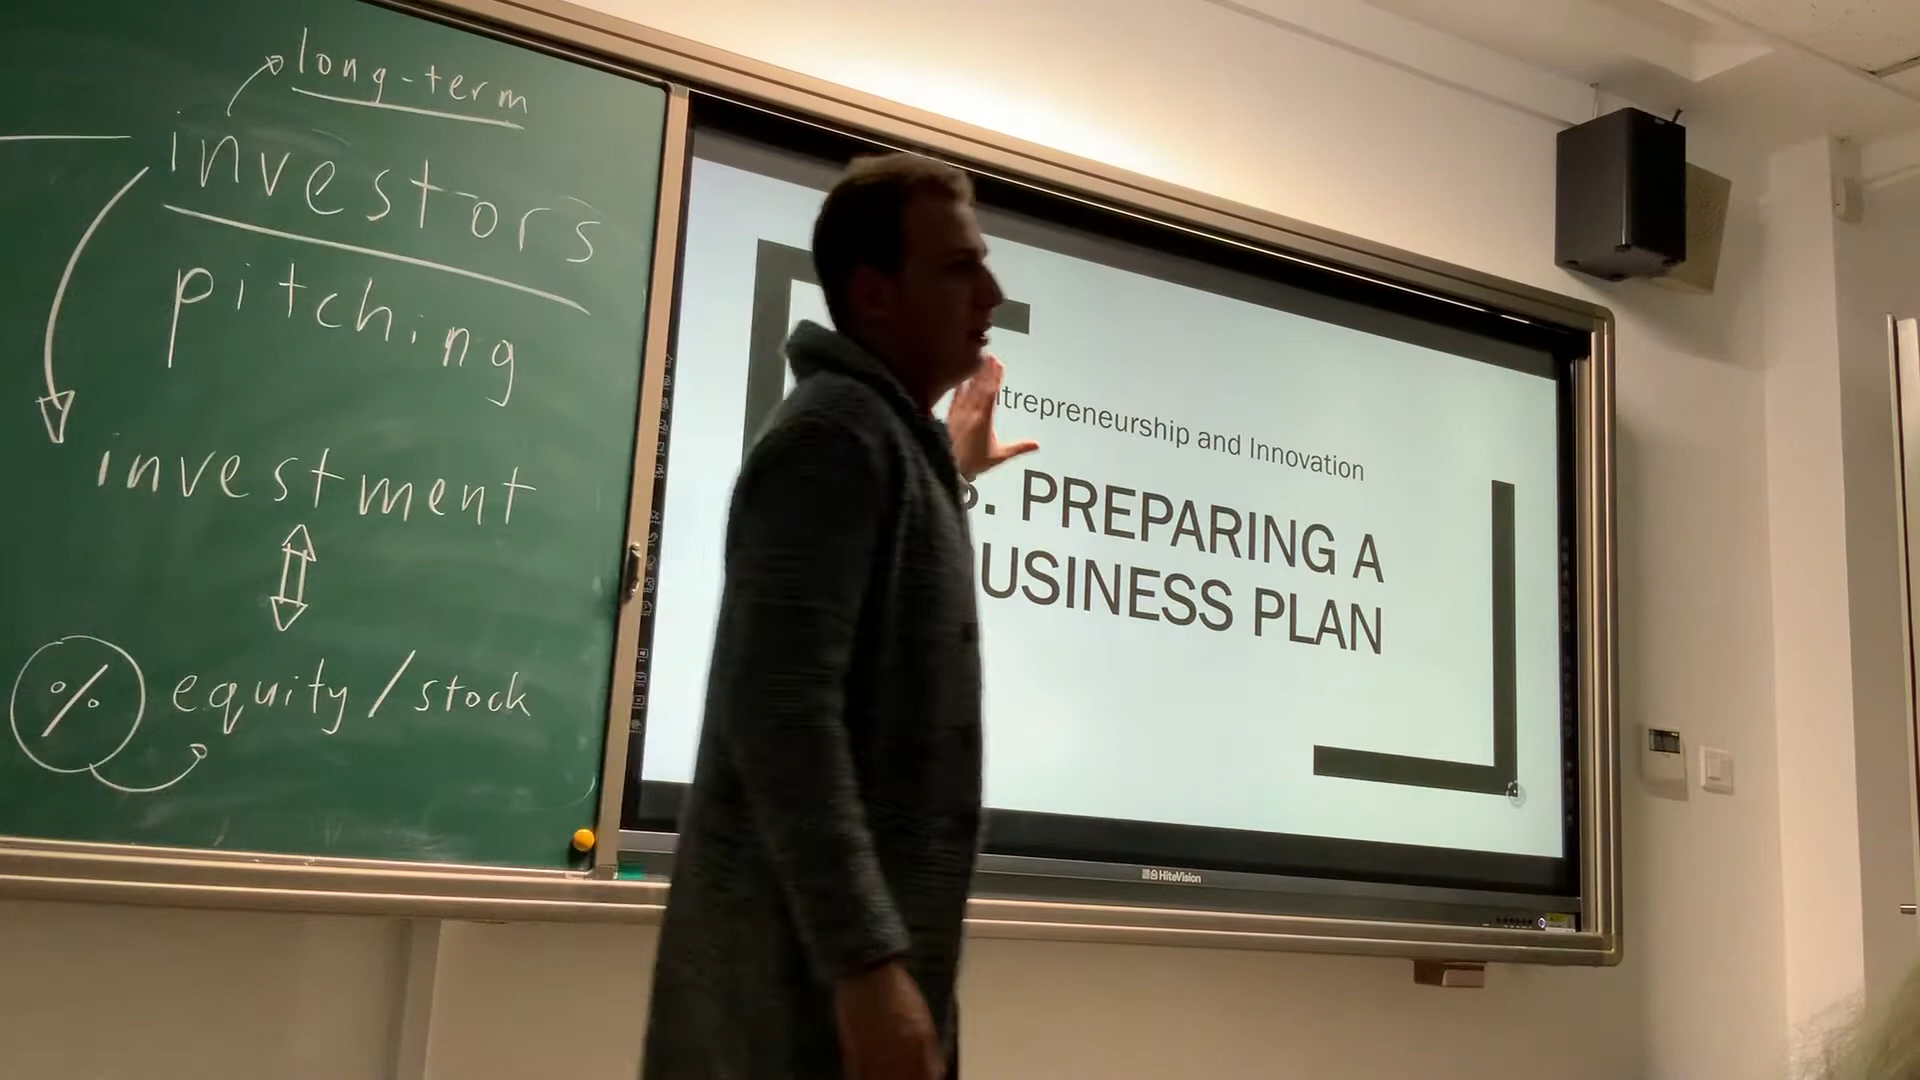 long-term
investors
pitching
investment
% equity/stock
ntrepreneurship and Innovation
. PREPARING A
USINESS PLAN
HiteVision